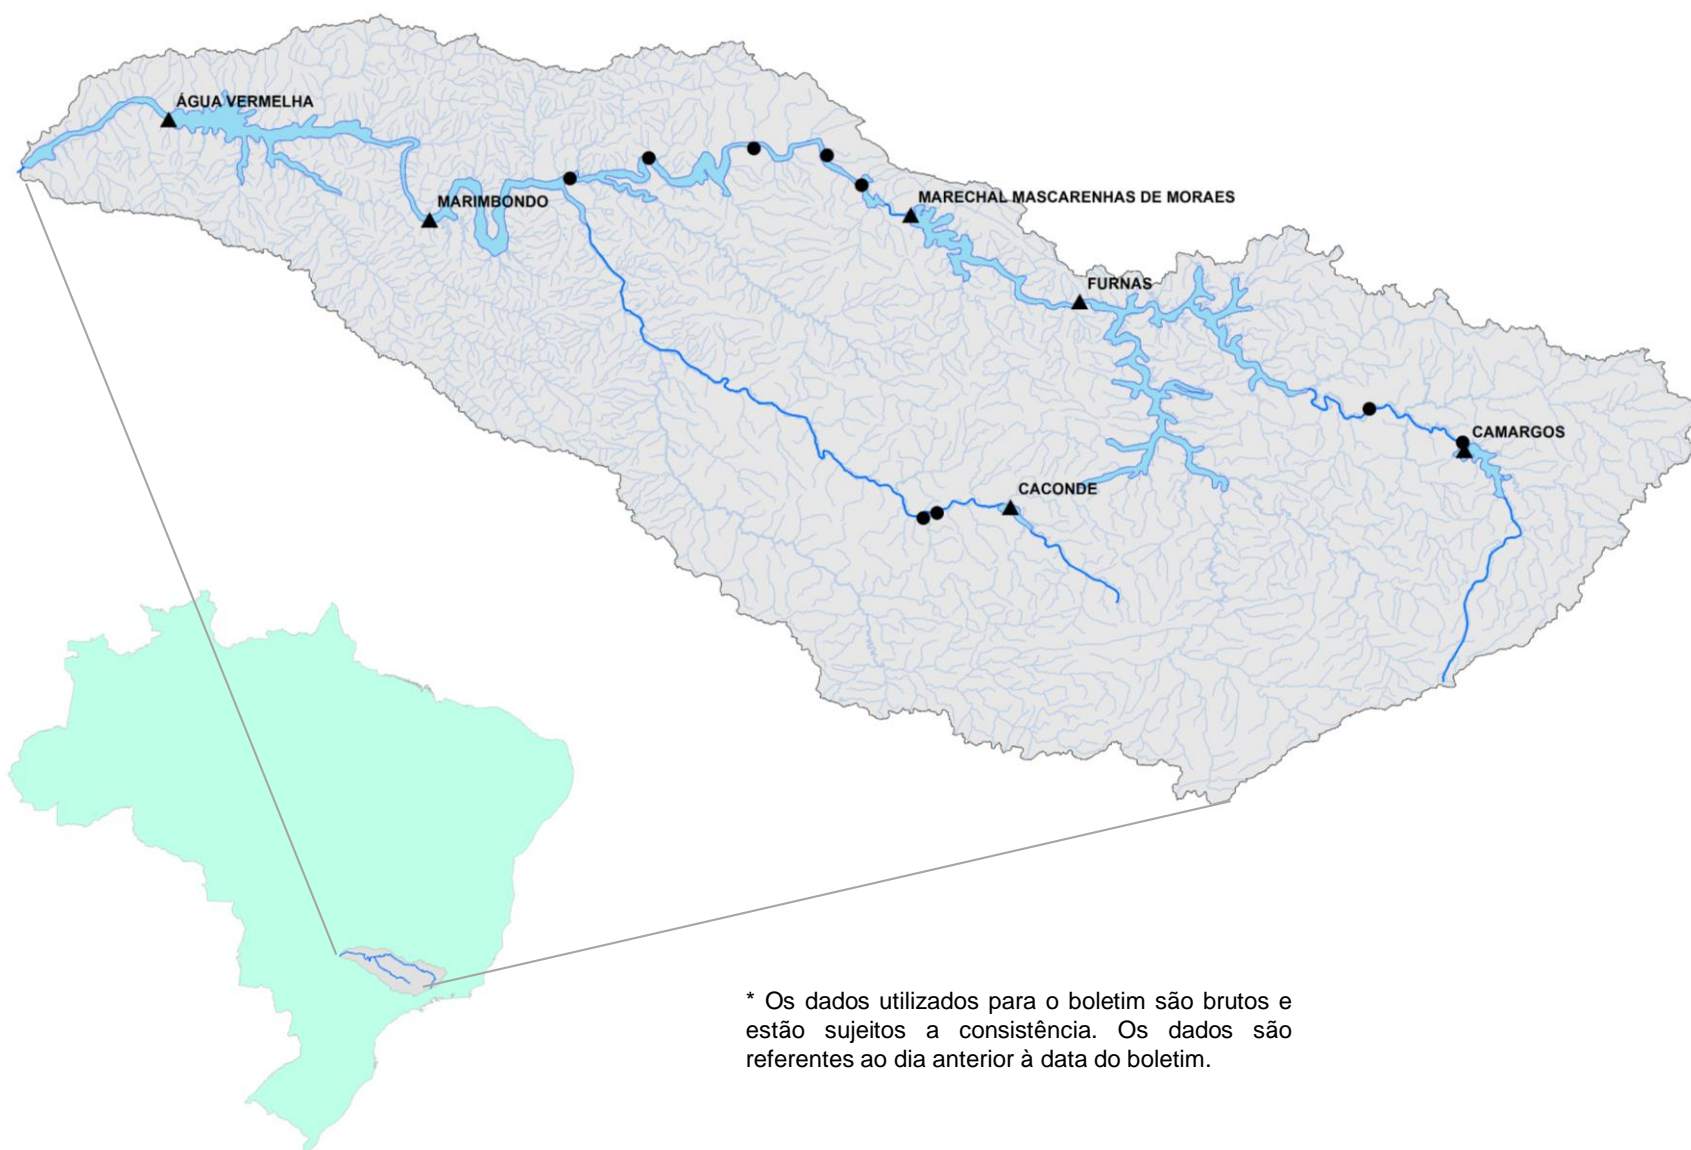 ÁGUA VERMELHA
MARIMBONDO
MARECHAL MASCARENHAS DE MORAES
FURNAS
CAMARGOS
CACONDE
* Os dados utilizados para o boletim são brutos e
estão sujeitos a consistência. Os dados são
referentes ao dia anterior à data do boletim.